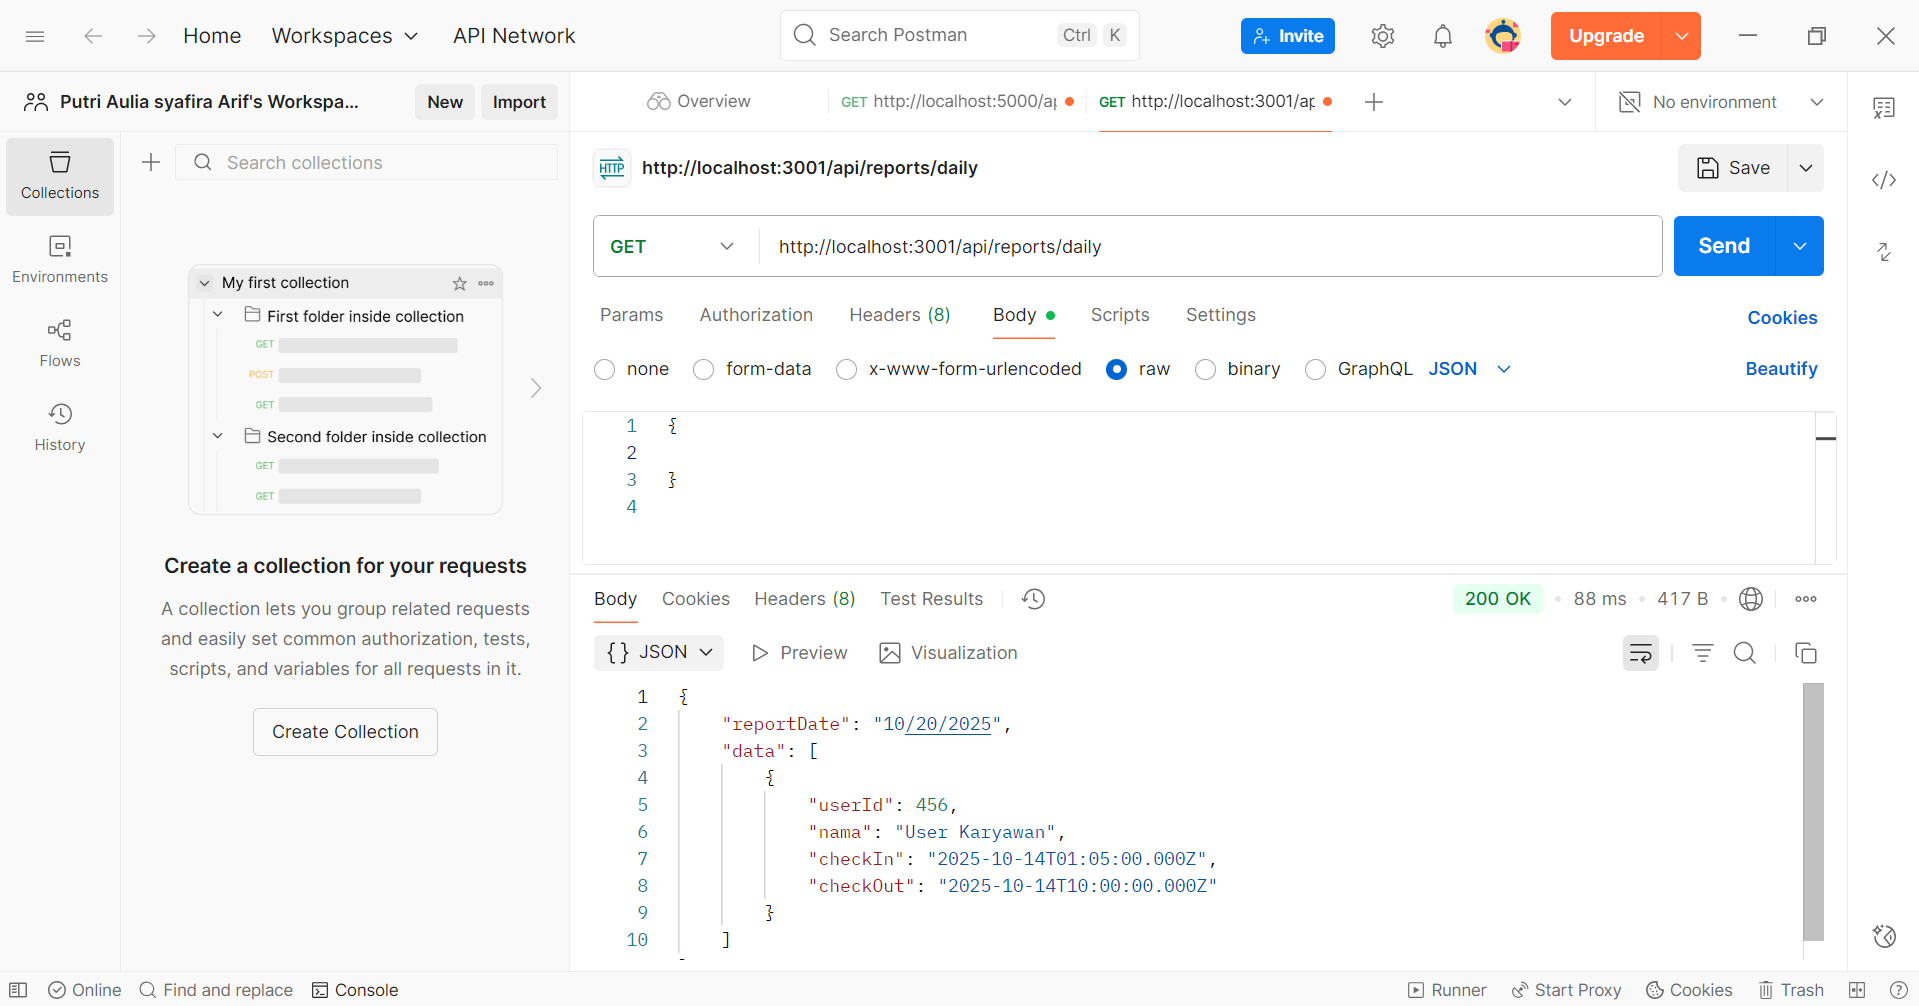 Home Workspaces API Network Search Postman Ctrl K Invite Upgrade
Putri Aulia syafira Arif's Workspa... New Import
Overview GET http://localhost:5000/ap GET http://localhost:3001/ap No environment
Collections
Environments
Flows
History
Search collections
My first collection
First folder inside collection
GET
POST
GET
Second folder inside collection
GET
GET
Create a collection for your requests
A collection lets you group related requests
and easily set common authorization, tests,
scripts, and variables for all requests in it.
Create Collection
HTTP http://localhost:3001/api/reports/daily Save
GET http://localhost:3001/api/reports/daily Send
Params Authorization Headers (8) Body Scripts Settings Cookies
none form-data x-www-form-urlencoded raw binary GraphQL JSON Beautify
1 {
2
3 }
4
Body Cookies Headers (8) Test Results 200 OK 88 ms 417 B
{} JSON Preview Visualization
1 {
2 "reportDate": "10/20/2025",
3 "data": [
4 {
5 "userId": 456,
6 "nama": "User Karyawan",
7 "checkIn": "2025-10-14T01:05:00.000Z",
8 "checkOut": "2025-10-14T10:00:00.000Z"
9 }
10 ]
Online Find and replace Console Runner Start Proxy Cookies Trash